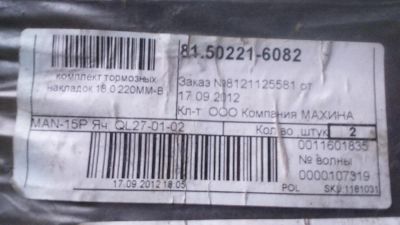 81.50221-6082
комплект тормозных
накладок 18.0 220ММ-В
Заказ №8121125581 от
17.09.2012
Кл-т ООО Компания МАХИНА
MAN-15P Яч. QL27-01-02
Кол. во штук 2
0011601835
№ волны
0000107319
17.09.2012 18:05
POL
SKU 1181031